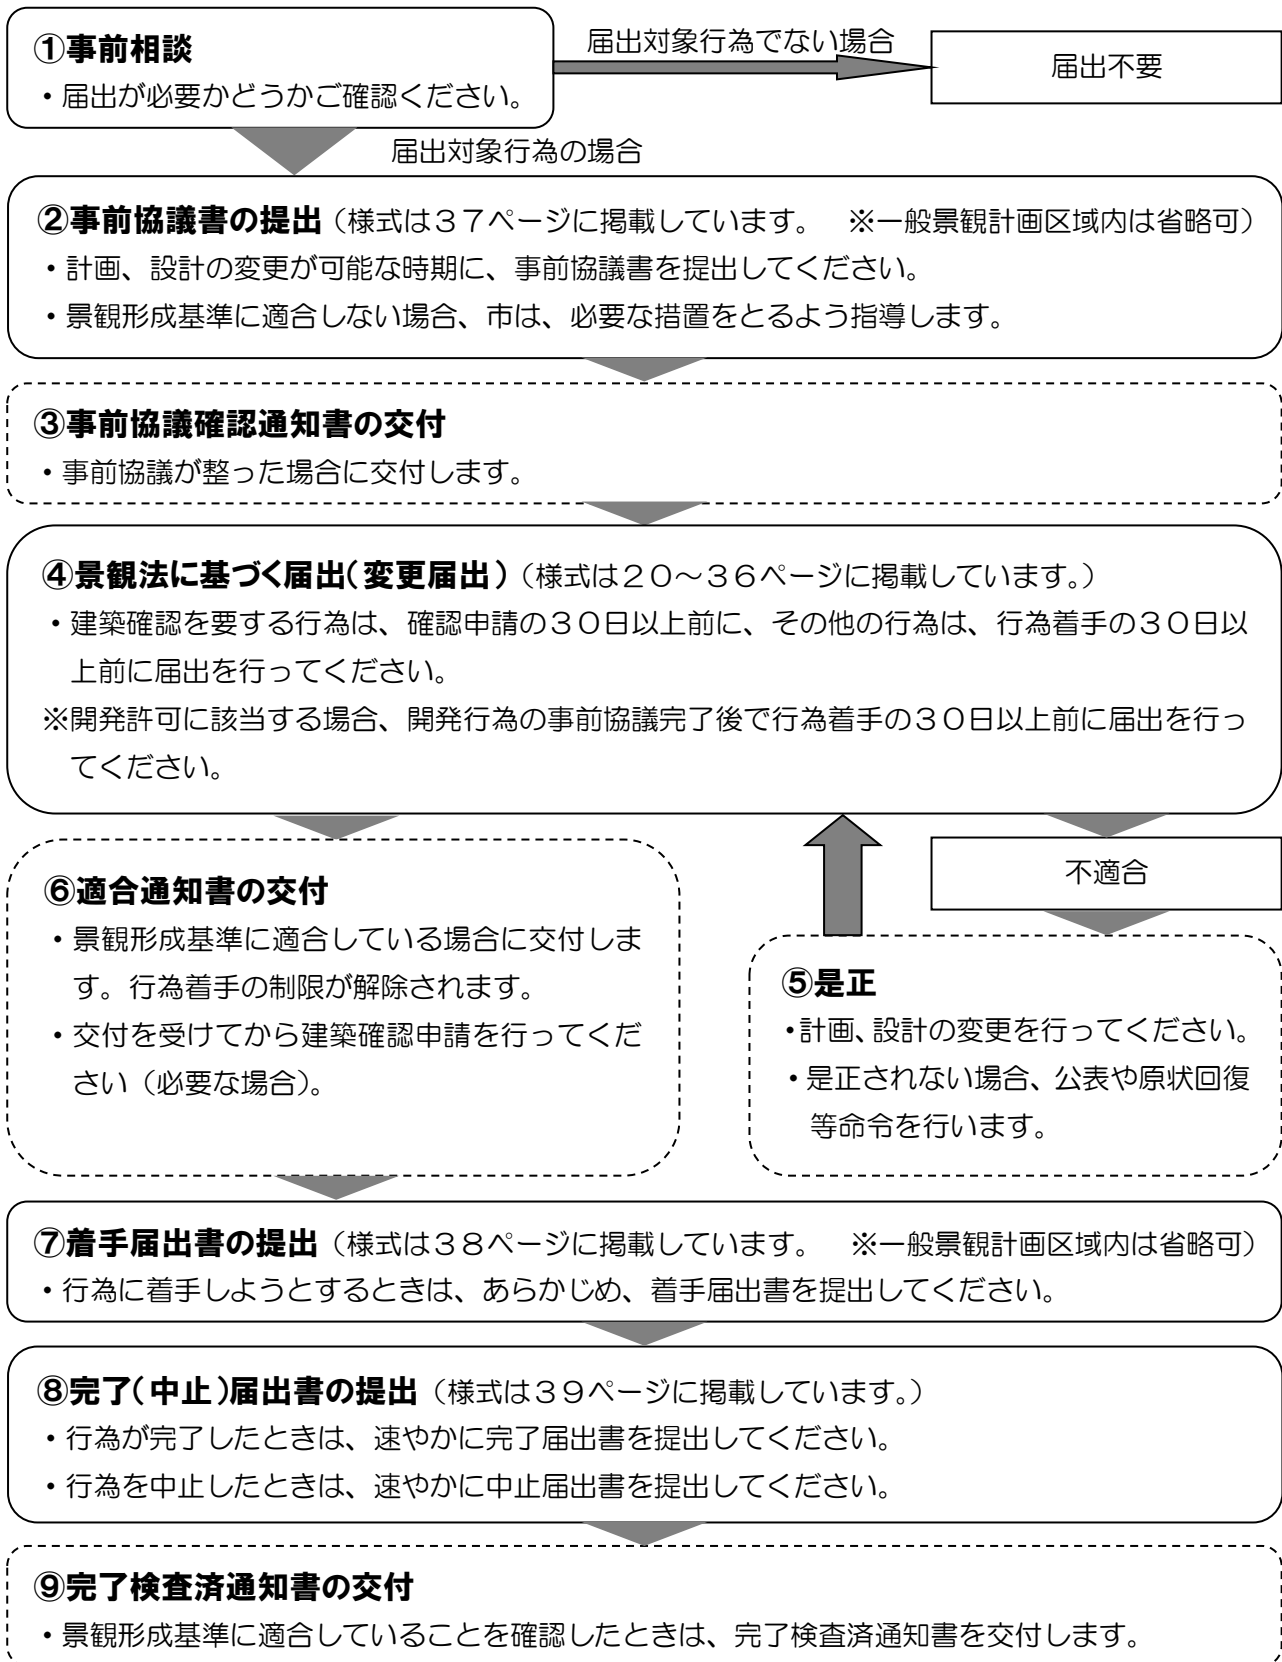 ①事前相談
・届出が必要かどうかご確認ください。
届出対象行為でない場合
届出不要
届出対象行為の場合
②事前協議書の提出（様式は３７ページに掲載しています。　※一般景観計画区域内は省略可）
・計画、設計の変更が可能な時期に、事前協議書を提出してください。
・景観形成基準に適合しない場合、市は、必要な措置をとるよう指導します。
③事前協議確認通知書の交付
・事前協議が整った場合に交付します。
④景観法に基づく届出（変更届出）（様式は２０～３６ページに掲載しています。）
・建築確認を要する行為は、確認申請の３０日以上前に、その他の行為は、行為着手の３０日以
上前に届出を行ってください。
※開発許可に該当する場合、開発行為の事前協議完了後で行為着手の３０日以上前に届出を行っ
てください。
⑥適合通知書の交付
・景観形成基準に適合している場合に交付しま
す。行為着手の制限が解除されます。
・交付を受けてから建築確認申請を行ってくだ
さい（必要な場合）。
不適合
⑤是正
・計画、設計の変更を行ってください。
・是正されない場合、公表や原状回復
等命令を行います。
⑦着手届出書の提出（様式は３８ページに掲載しています。　※一般景観計画区域内は省略可）
・行為に着手しようとするときは、あらかじめ、着手届出書を提出してください。
⑧完了（中止）届出書の提出（様式は３９ページに掲載しています。）
・行為が完了したときは、速やかに完了届出書を提出してください。
・行為を中止したときは、速やかに中止届出書を提出してください。
⑨完了検査済通知書の交付
・景観形成基準に適合していることを確認したときは、完了検査済通知書を交付します。